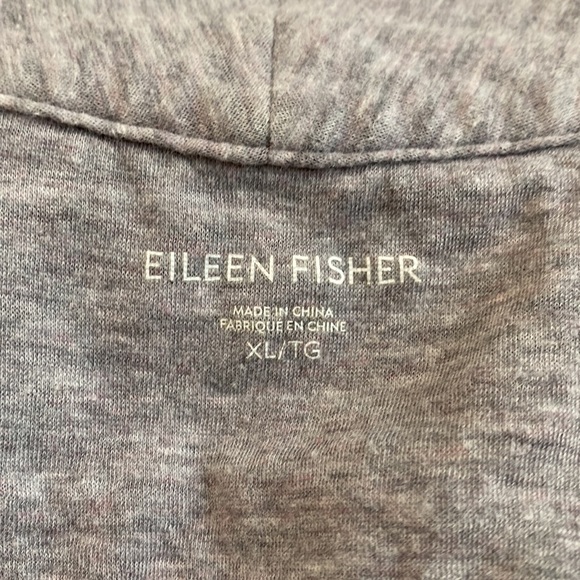 EILEEN FISHER
MADE IN CHINA
FABRIQUE EN CHINE
XL/TG